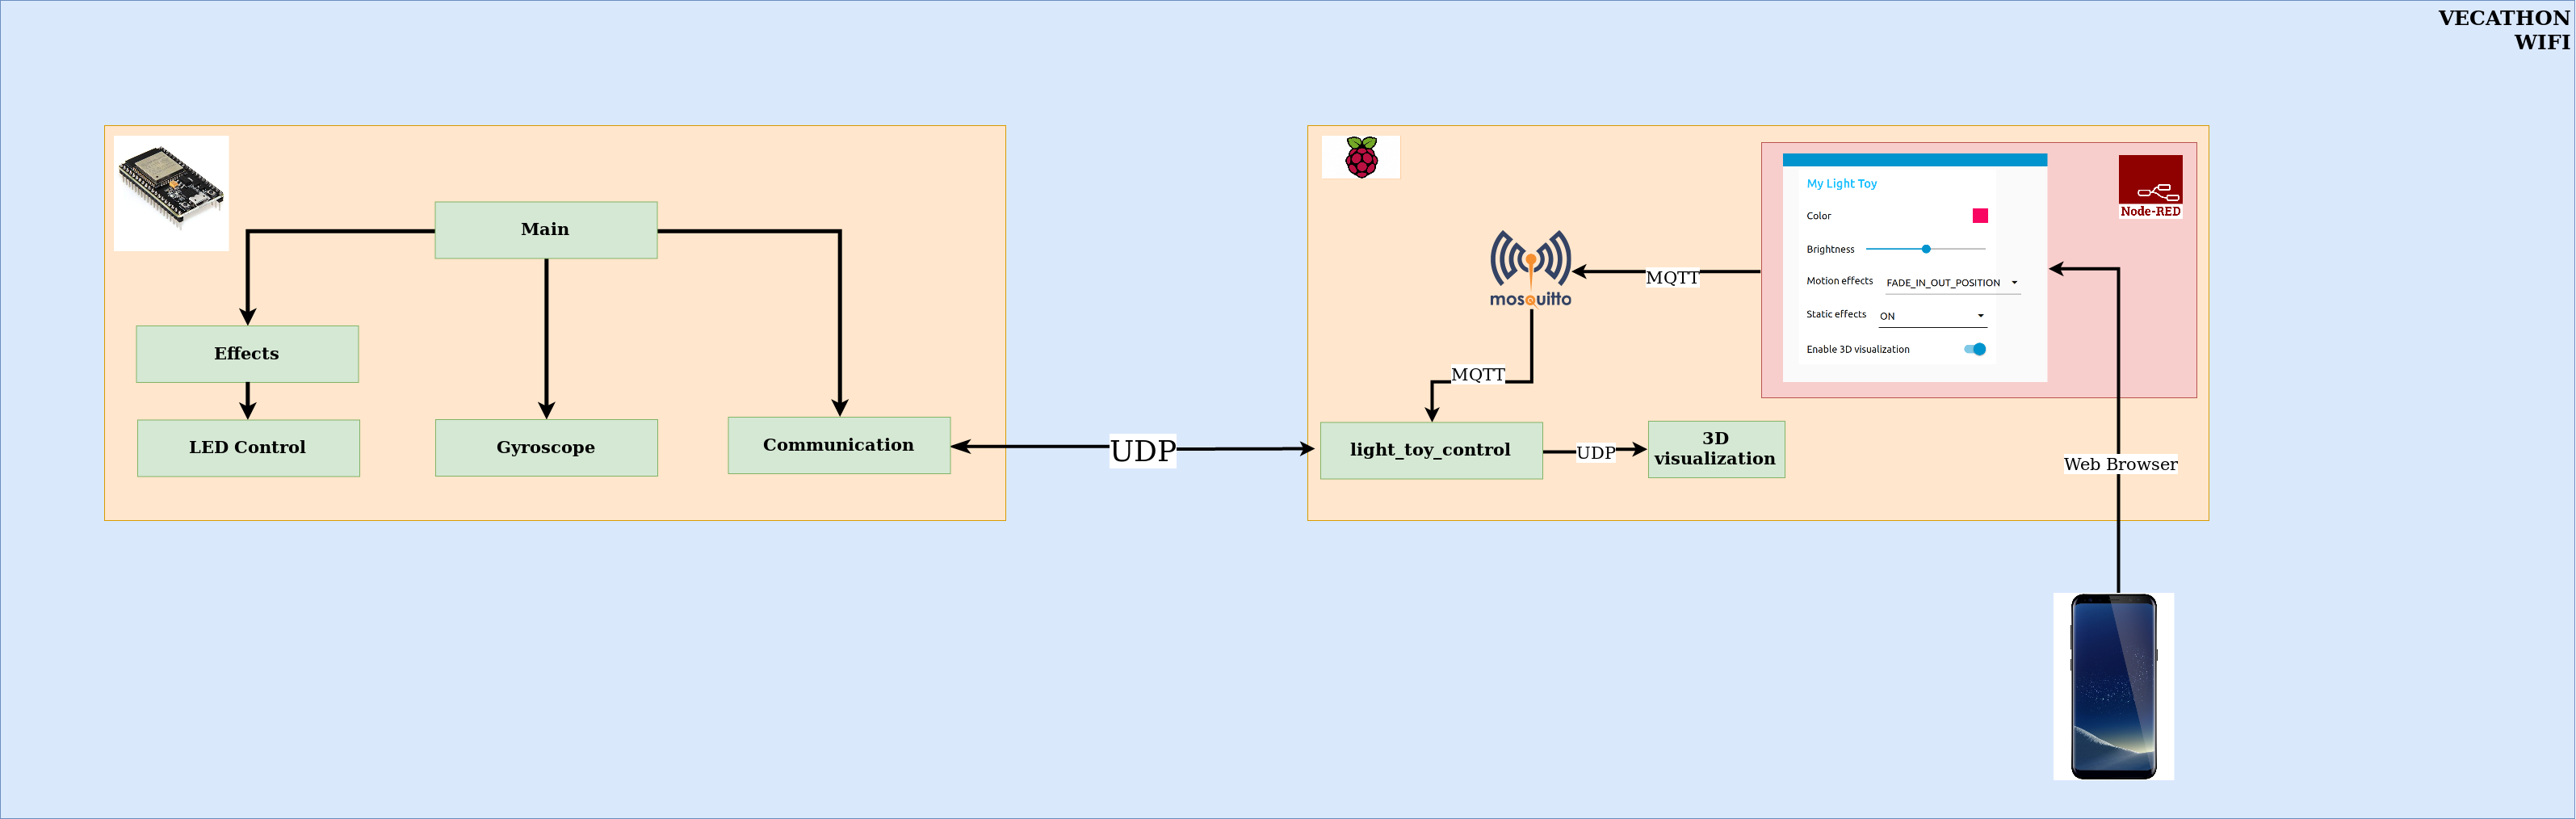 VECATHON
WIFI
Main
Effects
LED Control
Gyroscope
Communication
UDP
mosquitto
MQTT
MQTT
light_toy_control
UDP
3D
visualization
My Light Toy
Color
Brightness
Motion effects FADE_IN_OUT_POSITION
Static effects ON
Enable 3D visualization
Node-RED
Web Browser